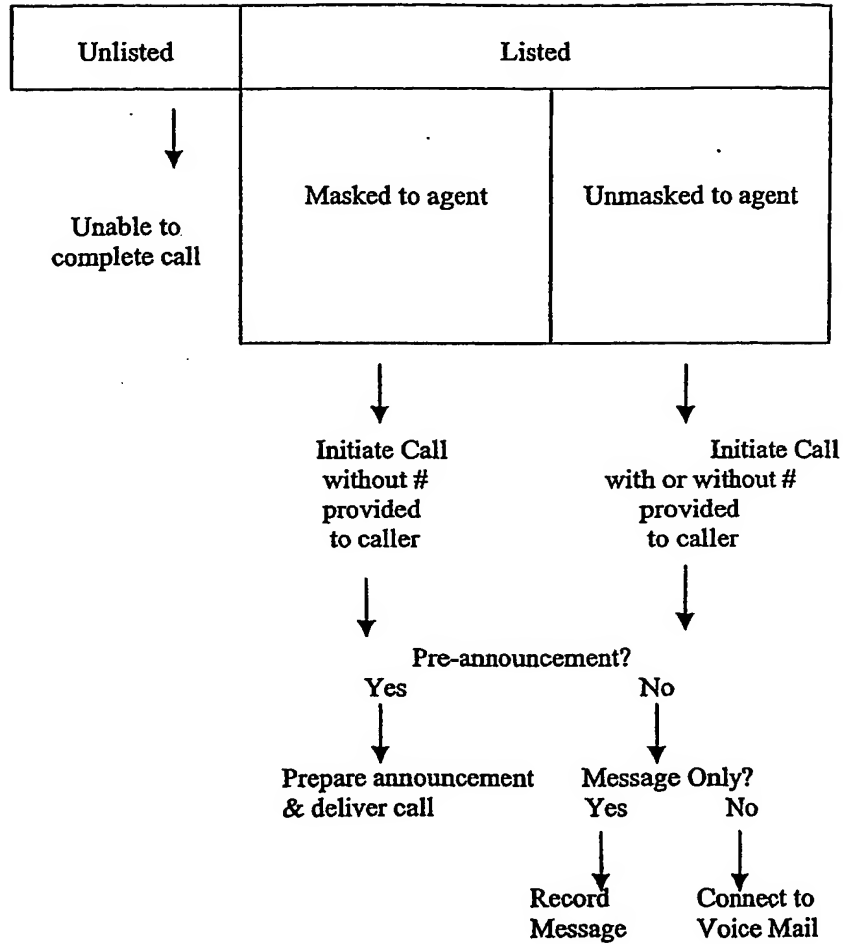 Unlisted
Listed
Masked to agent
Unmasked to agent
Unable to
complete call
Initiate Call
without #
provided
to caller
Initiate Call
with or without #
provided
to caller
Pre-announcement?
Yes
No
Prepare announcement
& deliver call
Message Only?
Yes
No
Record
Message
Connect to
Voice Mail